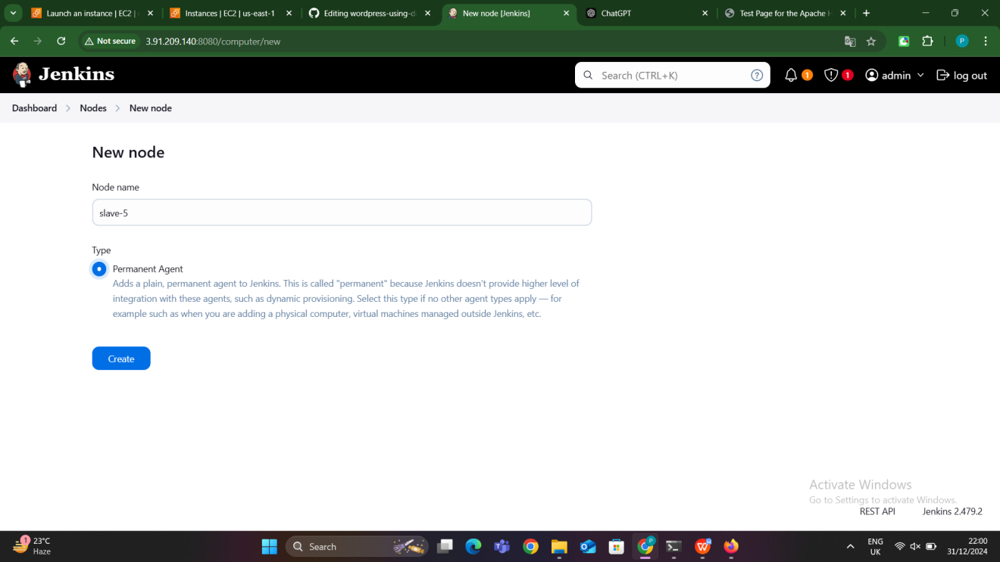 Launch an instance | EC2 |
Instances | EC2 | us-east-1
Editing wordpress-using-d
New node [Jenkins]
ChatGPT
Test Page for the Apache H
Not secure
3.91.209.140:8080/computer/new
P
Jenkins
Search (CTRL+K)
?
1
1
admin
log out
Dashboard
Nodes
New node
New node
Node name
slave-5
Type
Permanent Agent
Adds a plain, permanent agent to Jenkins. This is called "permanent" because Jenkins doesn’t provide higher level of
integration with these agents, such as dynamic provisioning. Select this type if no other agent types apply — for
example such as when you are adding a physical computer, virtual machines managed outside Jenkins, etc.
Create
Activate Windows
Go to Settings to activate Windows.
REST API
Jenkins 2.479.2
1
23°C
Haze
Search
P
ENG
UK
22:00
31/12/2024